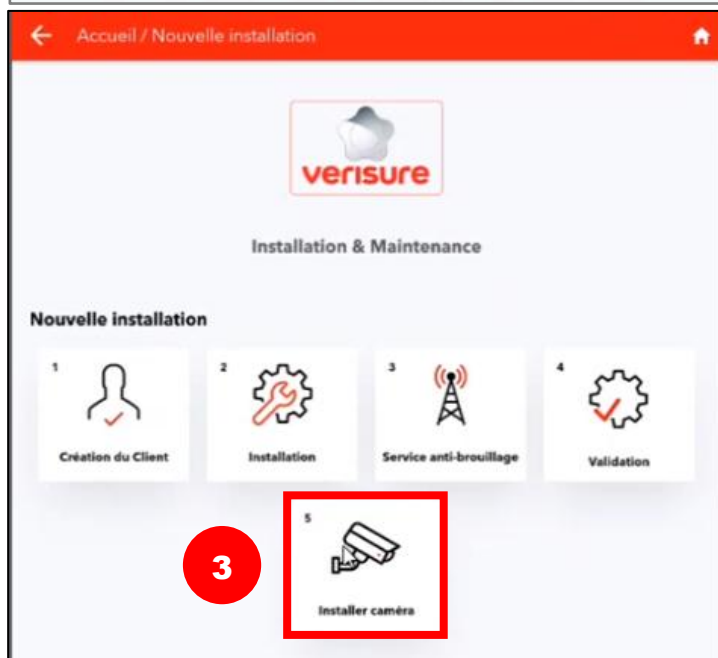 Accueil / Nouvelle installation
verisure
Installation & Maintenance
Nouvelle installation
1
Création du Client
2
Installation
3
Service anti-brouillage
4
Validation
3
5
Installer caméra